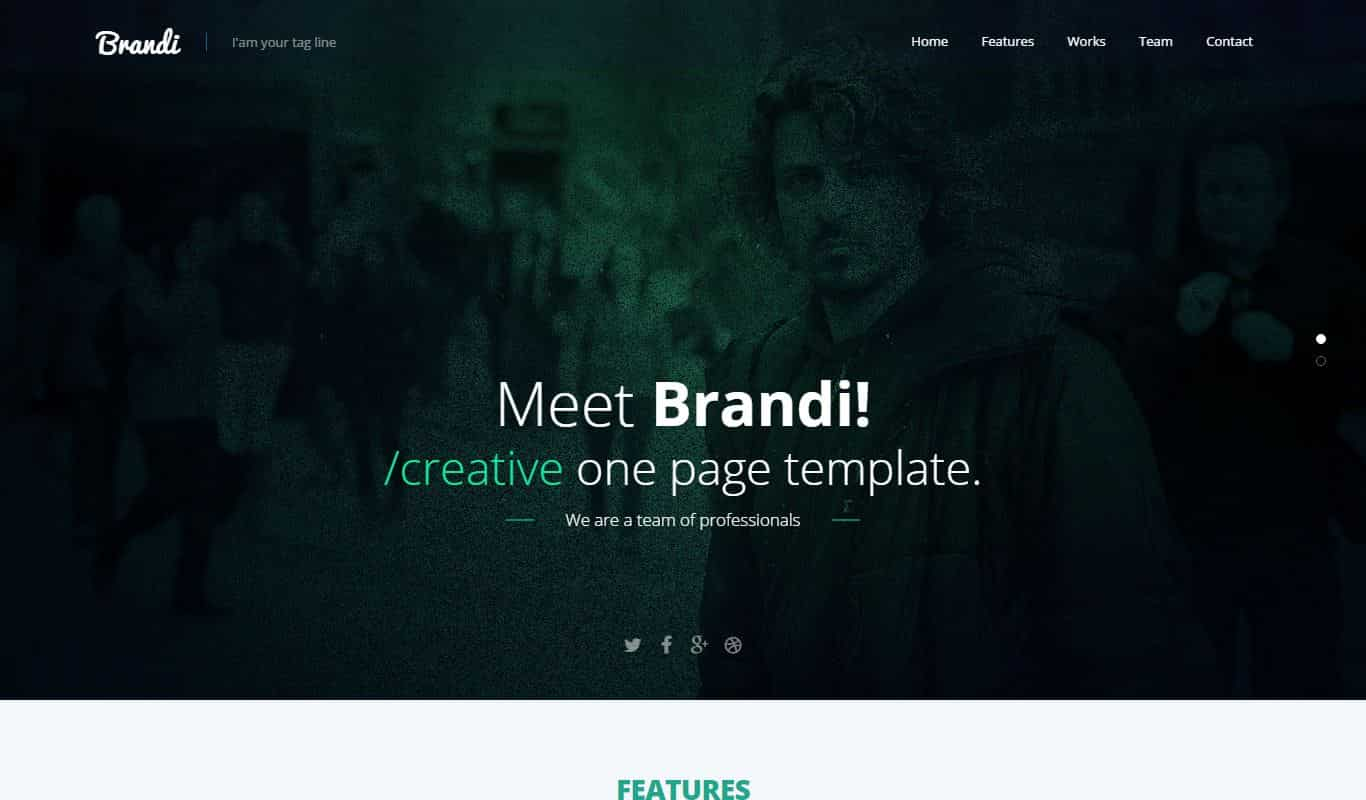 Brandi
I'am your tag line
Home
Features
Works
Team
Contact
Meet Brandi!
/creative one page template.
We are a team of professionals
FEATURES